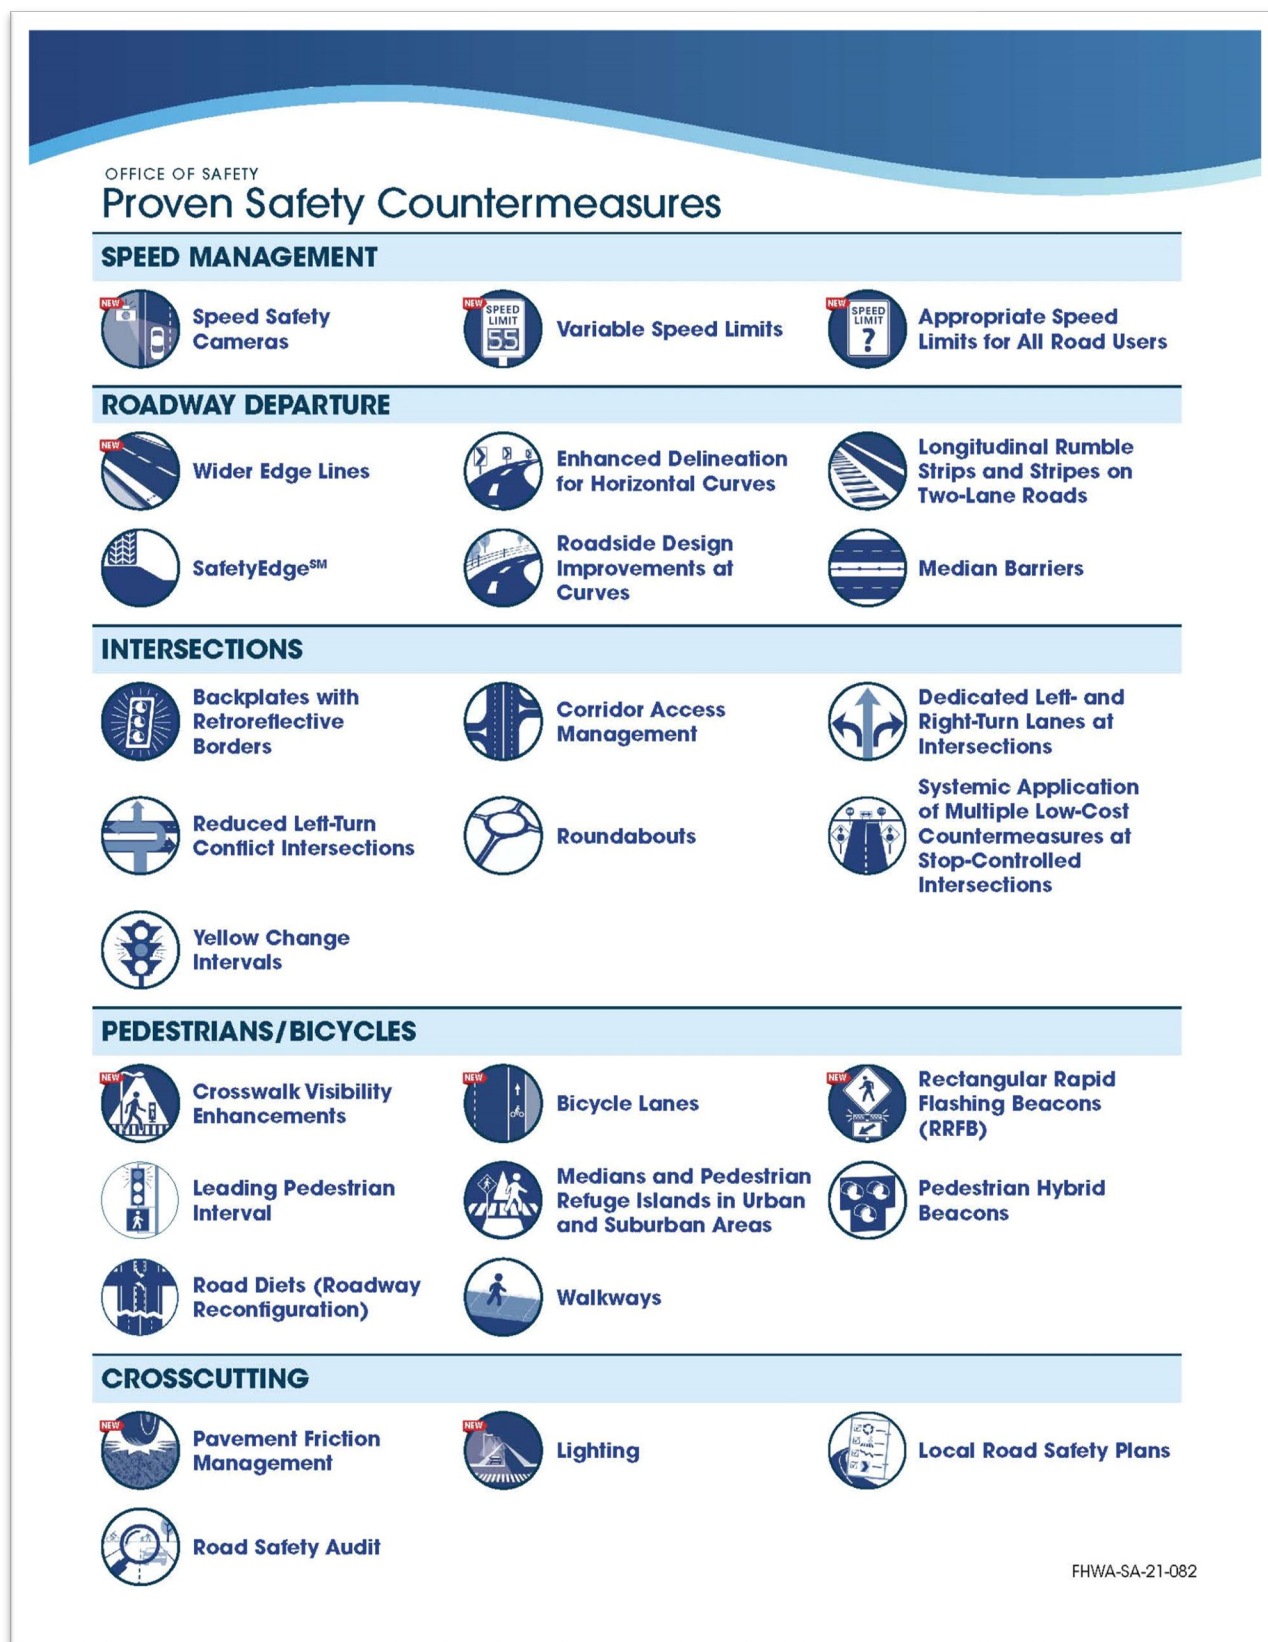 OFFICE OF SAFETY
Proven Safety Countermeasures
SPEED MANAGEMENT
NEW
Speed Safety
Cameras
NEW
SPEED
LIMIT
55
Variable Speed Limits
NEW
SPEED
LIMIT
?
Appropriate Speed
Limits for All Road Users
ROADWAY DEPARTURE
NEW
Wider Edge Lines
Enhanced Delineation
for Horizontal Curves
Longitudinal Rumble
Strips and Stripes on
Two-Lane Roads
SafetyEdge℠
Roadside Design
Improvements at
Curves
Median Barriers
INTERSECTIONS
Backplates with
Retroreflective
Borders
Corridor Access
Management
Dedicated Left- and
Right-Turn Lanes at
Intersections
Reduced Left-Turn
Conflict Intersections
Roundabouts
Systemic Application
of Multiple Low-Cost
Countermeasures at
Stop-Controlled
Intersections
Yellow Change
Intervals
PEDESTRIANS/BICYCLES
NEW
Crosswalk Visibility
Enhancements
NEW
Bicycle Lanes
NEW
Rectangular Rapid
Flashing Beacons
(RRFB)
Leading Pedestrian
Interval
Medians and Pedestrian
Refuge Islands in Urban
and Suburban Areas
Pedestrian Hybrid
Beacons
Road Diets (Roadway
Reconfiguration)
Walkways
CROSSCUTTING
NEW
Pavement Friction
Management
NEW
Lighting
Local Road Safety Plans
Road Safety Audit
FHWA-SA-21-082